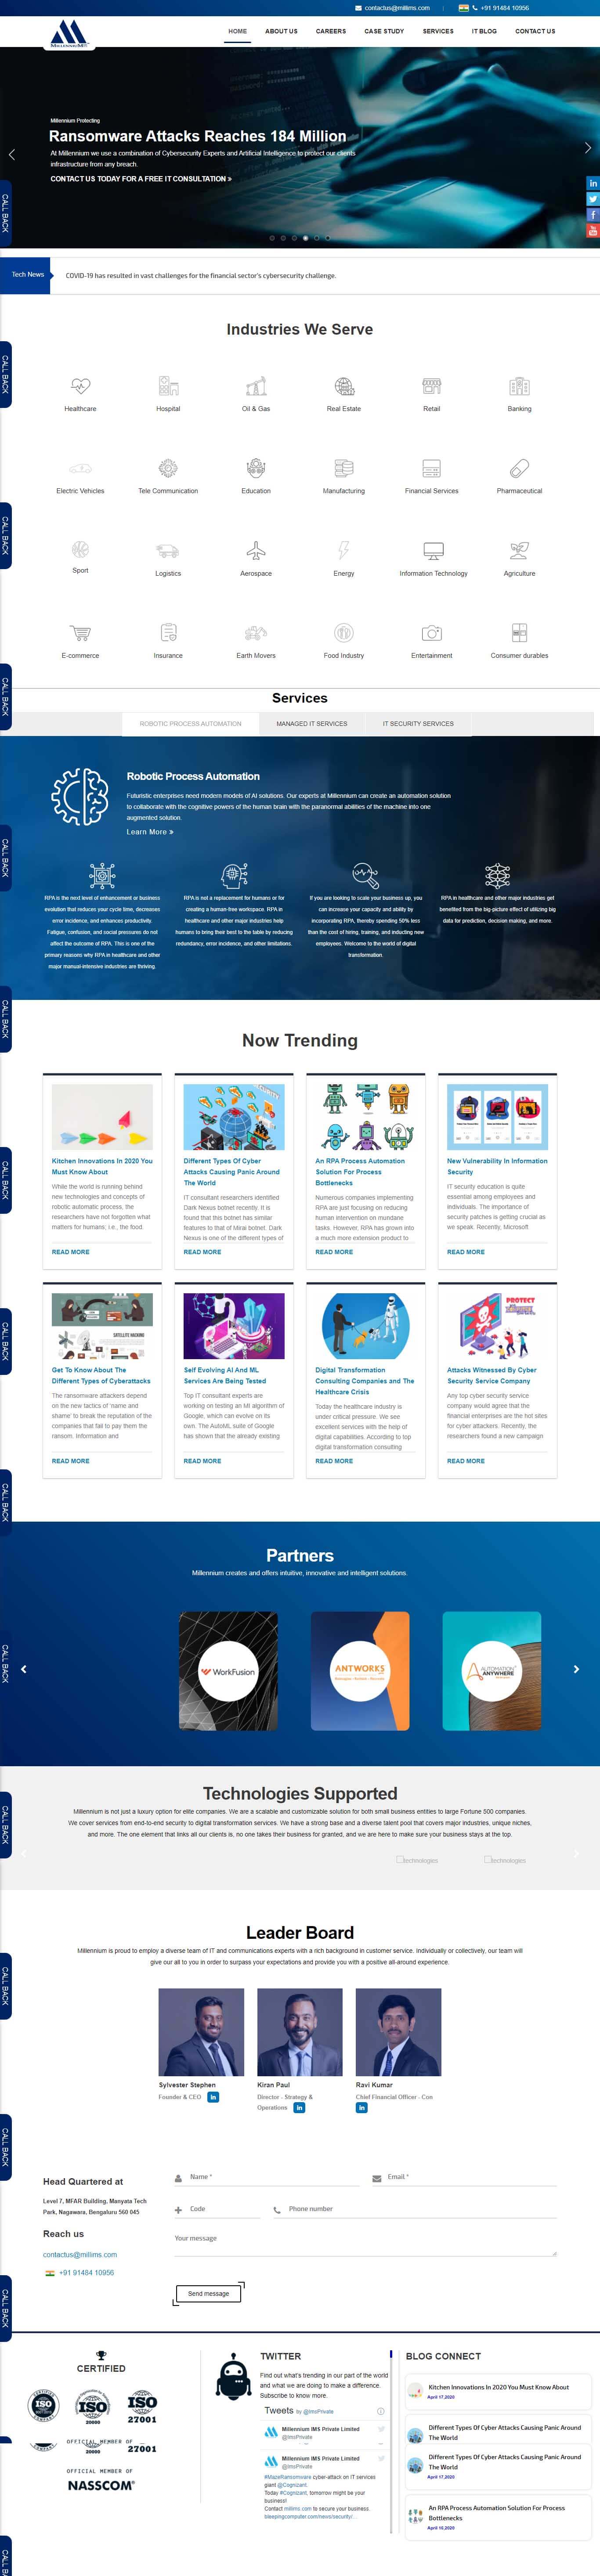 contactus@millims.com
+91 91484 10956
MILLENNIUM IMS
HOME
ABOUT US
CAREERS
CASE STUDY
SERVICES
IT BLOG
CONTACT US
Millennium Protecting
Ransomware Attacks Reaches 184 Million
At Millennium we use a combination of Cybersecurity Experts and Artificial Intelligence to protect our clients
infrastructure from any breach.
CONTACT US TODAY FOR A FREE IT CONSULTATION »
CALL BACK
Tech News
COVID-19 has resulted in vast challenges for the financial sector's cybersecurity challenge.
Industries We Serve
CALL BACK
Healthcare
Hospital
Oil & Gas
Real Estate
Retail
Banking
Electric Vehicles
Tele Communication
Education
Manufacturing
Financial Services
Pharmaceutical
CALL BACK
Sport
Logistics
Aerospace
Energy
Information Technology
Agriculture
E-commerce
Insurance
Earth Movers
Food Industry
Entertainment
Consumer durables
CALL BACK
Services
ROBOTIC PROCESS AUTOMATION
MANAGED IT SERVICES
IT SECURITY SERVICES
Robotic Process Automation
Futuristic enterprises need modern models of AI solutions. Our experts at Millennium can create an automation solution
to collaborate with the cognitive powers of the human brain with the paranormal abilities of the machine into one
augmented solution.
Learn More »
CALL BACK
RPA is the next level of enhancement or business
evolution that reduces your cycle time, decreases
error incidence, and enhances productivity.
Fatigue, confusion, and social pressures do not
affect the outcome of RPA. This is one of the
primary reasons why RPA in healthcare and other
major manual-intensive industries are thriving.
RPA is not a replacement for humans or for
creating a human-free workspace. RPA in
healthcare and other major industries help
humans to bring their best to the table by reducing
redundancy, error incidence, and other limitations.
If you are looking to scale your business up, you
can increase your capacity and ability by
incorporating RPA, thereby spending 50% less
than the cost of hiring, training, and inducing new
employees. Welcome to the world of digital
transformation.
RPA in healthcare and other major industries get
benefited from the big-picture effect of utilizing big
data for prediction, decision making, and more.
CALL BACK
Now Trending
Kitchen Innovations In 2020 You
Must Know About
While the world is running behind
new technologies and concepts of
robotic automatic process, the
researchers have not forgotten what
matters for humans, i.e., the food.
READ MORE
Different Types Of Cyber
Attacks Causing Panic Around
The World
IT consultant researchers identified
Dark Nexus botnet recently. It is
found that this botnet has similar
features to that of Mirai botnet. Dark
Nexus is one of the different types of
READ MORE
An RPA Process Automation
Solution For Process
Bottlenecks
Numerous companies implementing
RPA are just focusing on reducing
human intervention on mundane
tasks. However, RPA has grown into
a much more extension product to
READ MORE
New Vulnerability In Information
Security
IT security education is quite
essential among employees and
individuals. The importance of
security patches is getting crucial as
we speak. Recently, Microsoft
READ MORE
CALL BACK
SATELLITE HACKING
Get To Know About The
Different Types of Cyberattacks
The ransomware attackers depend
on the new tactics of 'name and
shame' to break the reputation of the
companies that fail to pay them the
ransom. Information and
READ MORE
Self Evolving AI And ML
Services Are Being Tested
Top IT consultant experts are
working on testing an MI algorithm of
Google, which can evolve on its
own. The AutoML suite of Google
has shown that the already existing
READ MORE
Digital Transformation
Consulting Companies and The
Healthcare Crisis
Today the healthcare industry is
under critical pressure. We see
excellent services with the help of
digital capabilities. According to top
digital transformation consulting
READ MORE
PROTECT
Attacks Witnessed By Cyber
Security Service Company
Any top cyber security service
company would agree that the
financial enterprises are the hot sites
for cyber attackers. Recently, the
researchers found a new campaign
READ MORE
CALL BACK
CALL BACK
Partners
Millennium creates and offers intuitive, innovative and intelligent solutions.
CALL BACK
WorkFusion
ANTWORKS
AUTOMATION
ANYWHERE
Technologies Supported
Millennium is not just a luxury option for elite companies. We are a scalable and customizable solution for both small business entities to large Fortune 500 companies.
We cover services from end-to-end security to digital transformation services. We have a strong base and a diverse talent pool that covers major industries, unique niches,
and more. The one element that links all our clients is, no one takes their business for granted, and we are here to make sure your business stays at the top.
CALL BACK
technologies
technologies
Leader Board
Millennium is proud to employ a diverse team of IT and communications experts with a rich background in customer service. Individually or collectively, our team will
give our all to you in order to surpass your expectations and provide you with a positive all-around experience.
CALL BACK
Sylvester Stephen
Founder & CEO
Kiran Paul
Director - Strategy &
Operations
Ravi Kumar
Chief Financial Officer - Con
CALL BACK
Head Quartered at
Level 7, MFAR Building, Manyata Tech
Park, Nagawara, Bengaluru 560 045
Reach us
contactus@millims.com
+91 91484 10956
Name *
Email *
Code
Phone number
Your message
Send message
CALL BACK
CERTIFIED
ISO
ISO
20000
ISO
27001
OFFICIAL MEMBER OF
20000
27001
OFFICIAL MEMBER OF
NASSCOM
TWITTER
Find out what's trending in our part of the world
and what we are doing to make a difference.
Subscribe to know more.
Tweets by @ImsPrivate
Millennium IMS Private Limited
@ImsPrivate
Millennium IMS Private Limited
@ImsPrivate
#MazeRansomware cyber-attack on IT services
giant @Cognizant.
Today #Cognizant, tomorrow might be your
business!
Contact millims.com to secure your business.
bleepingcomputer.com/news/security/…
BLOG CONNECT
Kitchen Innovations In 2020 You Must Know About
April 17,2020
Different Types Of Cyber Attacks Causing Panic Around
The World
Different Types Of Cyber Attacks Causing Panic Around
The World
April 17,2020
An RPA Process Automation Solution For Process
Bottlenecks
April 16,2020
CALL BACK